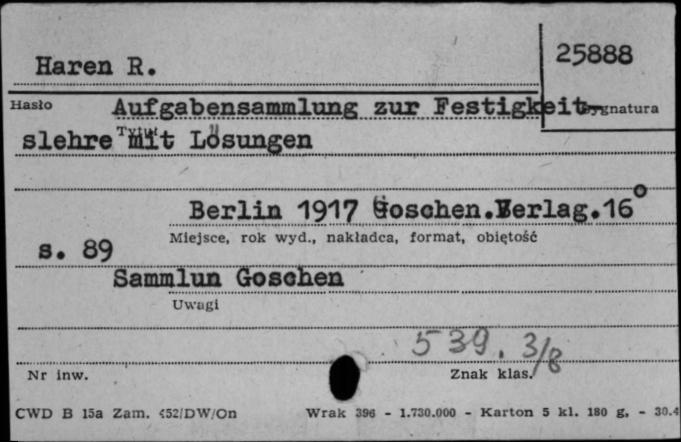 25888
Haren R.
Hasło Aufgabensammlung zur Festigkeit-
Sygnatura
slehre mit Lösungen
Tytuł
Berlin 1917 Goschen.Verlag.16°
Miejsce, rok wyd., nakładca, format, objętość
s. 89
Sammlun Goschen
Uwagi
539.3/8
Nr inw.
Znak klas.
CWD B 15a Zam. 452/DW/On Wrak 396 - 1.730.000 - Karton 5 kl. 180 g. - 30.4